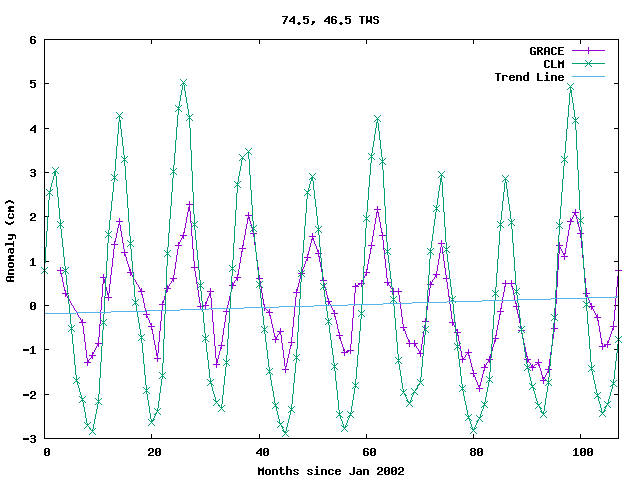 74.5, 46.5 TWS
GRACE
CLM
Trend Line
6
5
4
3
2
1
0
-1
-2
-3
Anomaly (cm)
0 20 40 60 80 100
Months since Jan 2002